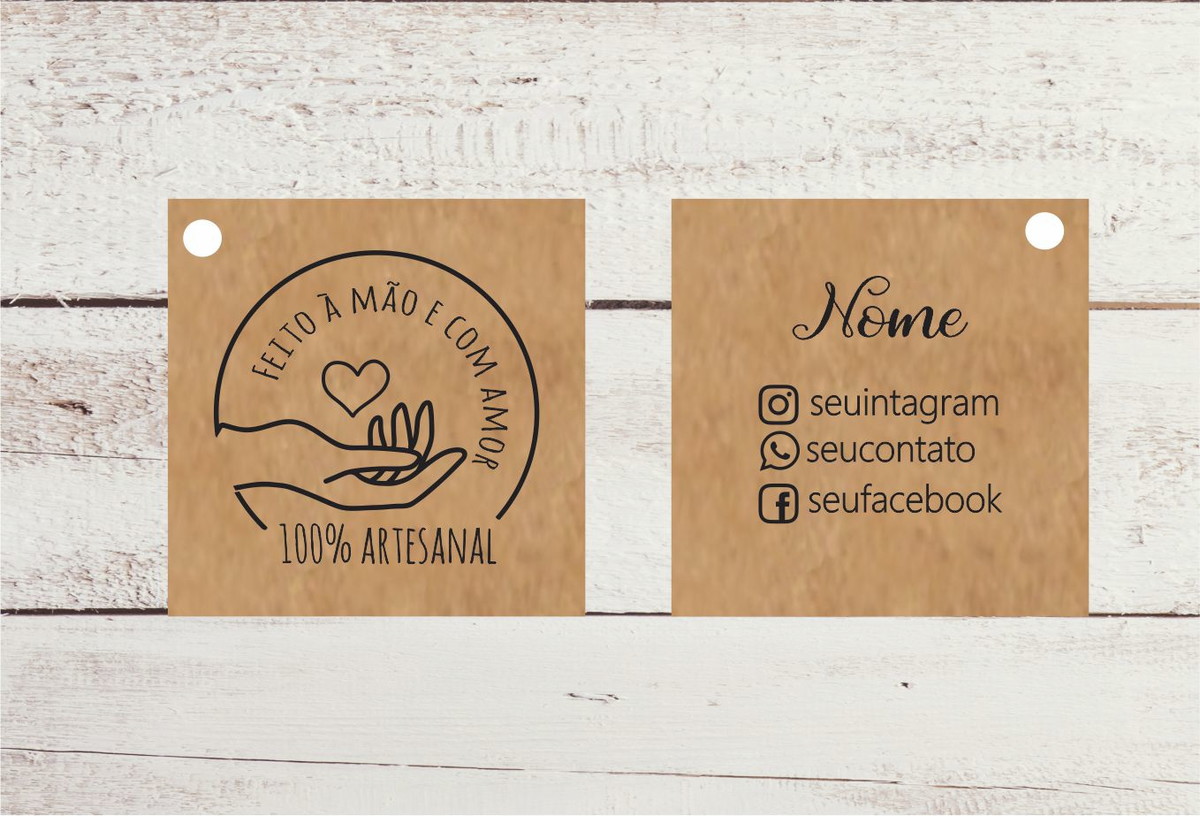 FEITO À MÃO E COM AMOR
100% ARTESANAL
Nome
seuintagram
seucontato
seufacebook